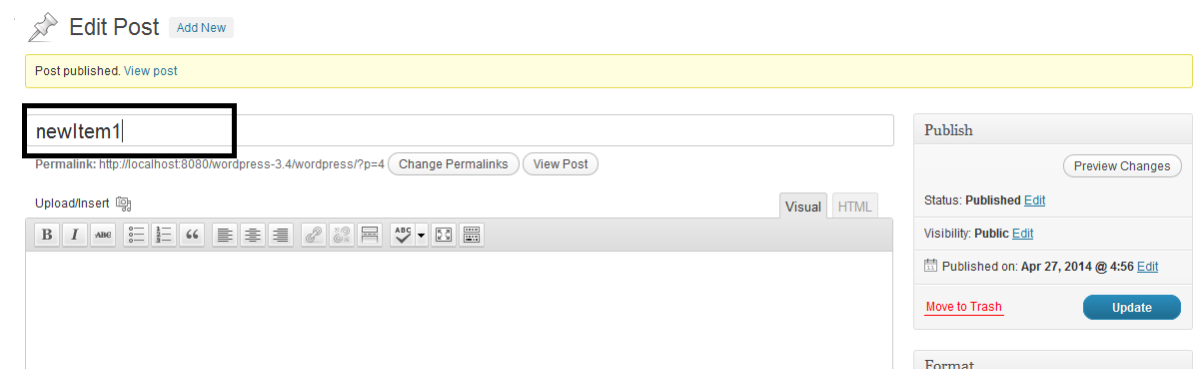 Edit Post Add New
Post published. View post
newItem1
Permalink: http://localhost:8080/wordpress-3.4/wordpress/?p=4 Change Permalinks View Post
Upload/Insert
Visual HTML
B I ABC ABC
Publish
Preview Changes
Status: Published Edit
Visibility: Public Edit
Published on: Apr 27, 2014 @ 4:56 Edit
Move to Trash Update
Format